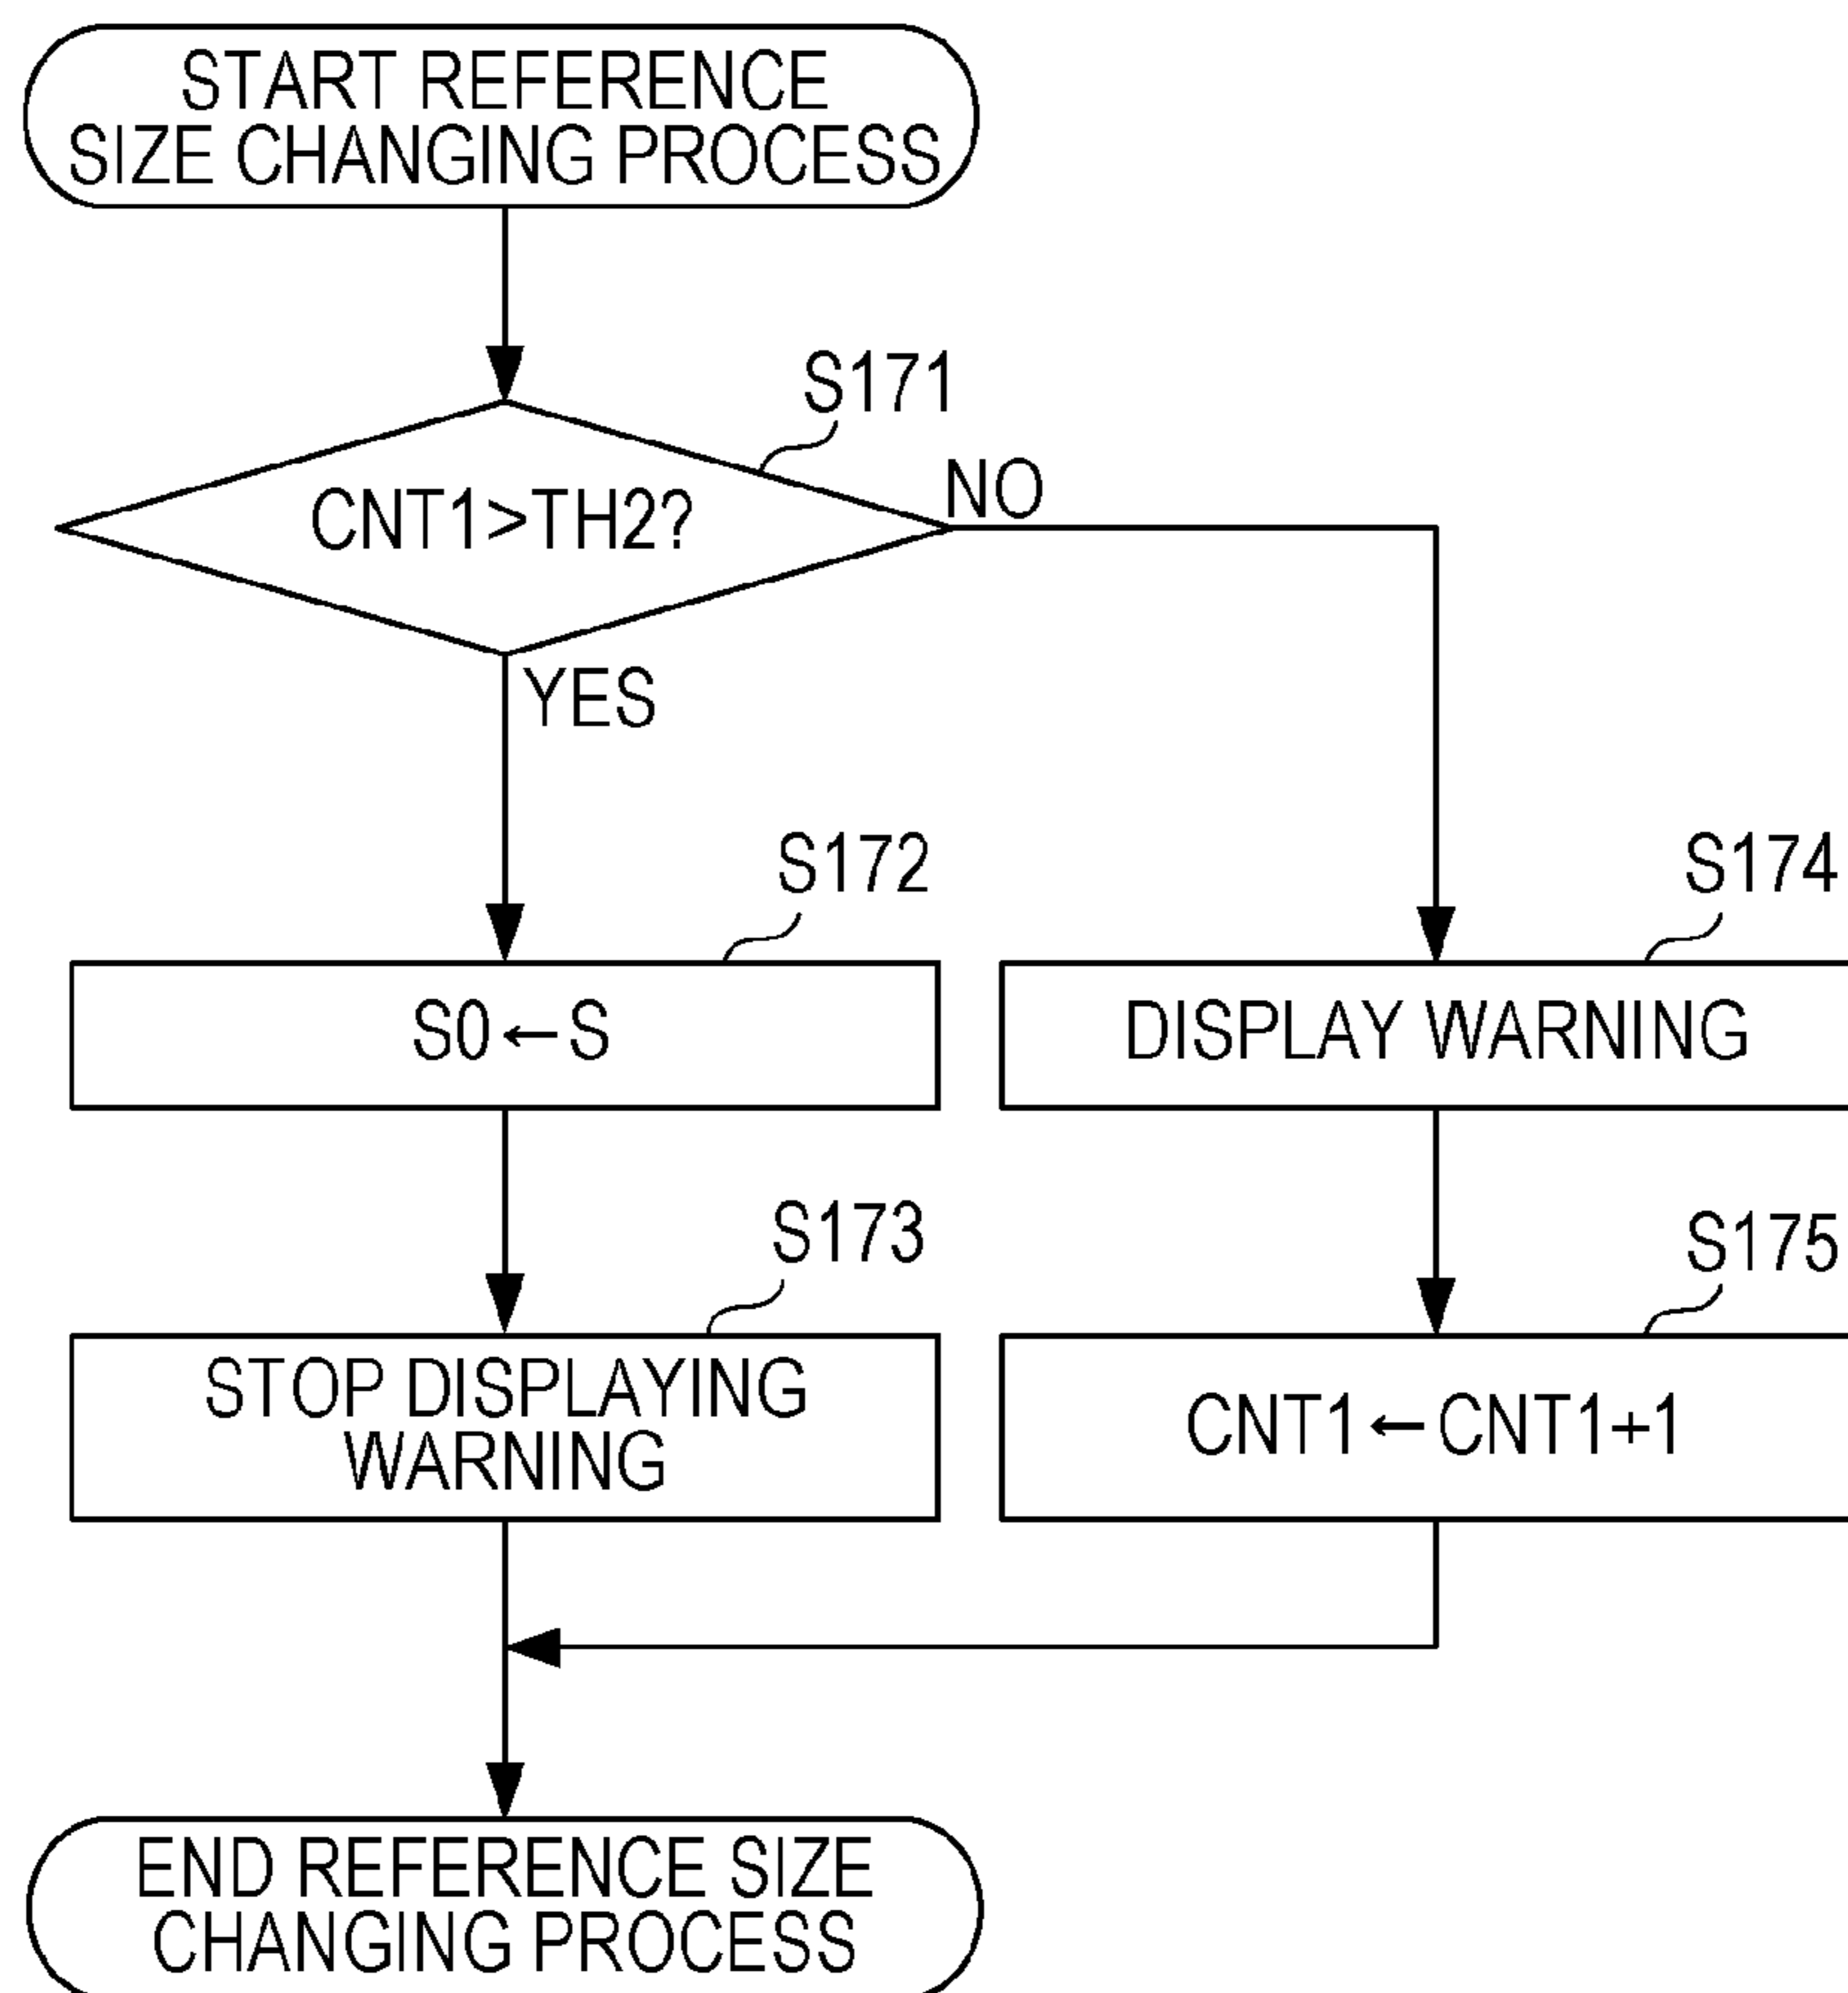 START REFERENCE
SIZE CHANGING PROCESS
S171
CNT1>TH2?
NO
YES
S172
S174
S0←S
DISPLAY WARNING
S173
S175
STOP DISPLAYING
WARNING
CNT1←CNT1+1
END REFERENCE SIZE
CHANGING PROCESS